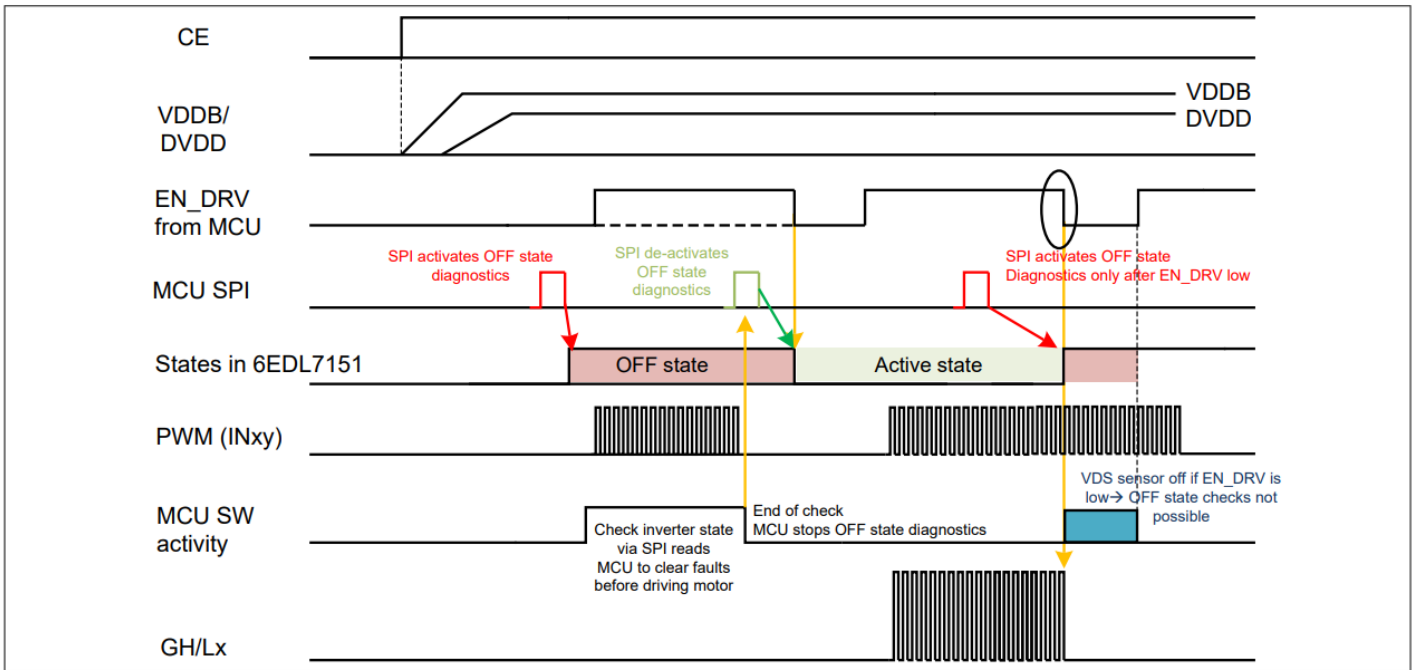 CE
VDDB/
DVDD
VDDB
DVDD
EN_DRV
from MCU
SPI activates OFF state
diagnostics
SPI de-activates
OFF state
diagnostics
SPI activates OFF state
Diagnostics only after EN_DRV low
MCU SPI
States in 6EDL7151
OFF state
Active state
PWM (INxy)
VDS sensor off if EN_DRV is
low→ OFF state checks not
possible
MCU SW
activity
Check inverter state
via SPI reads
MCU to clear faults
before driving motor
End of check
MCU stops OFF state diagnostics
GH/Lx